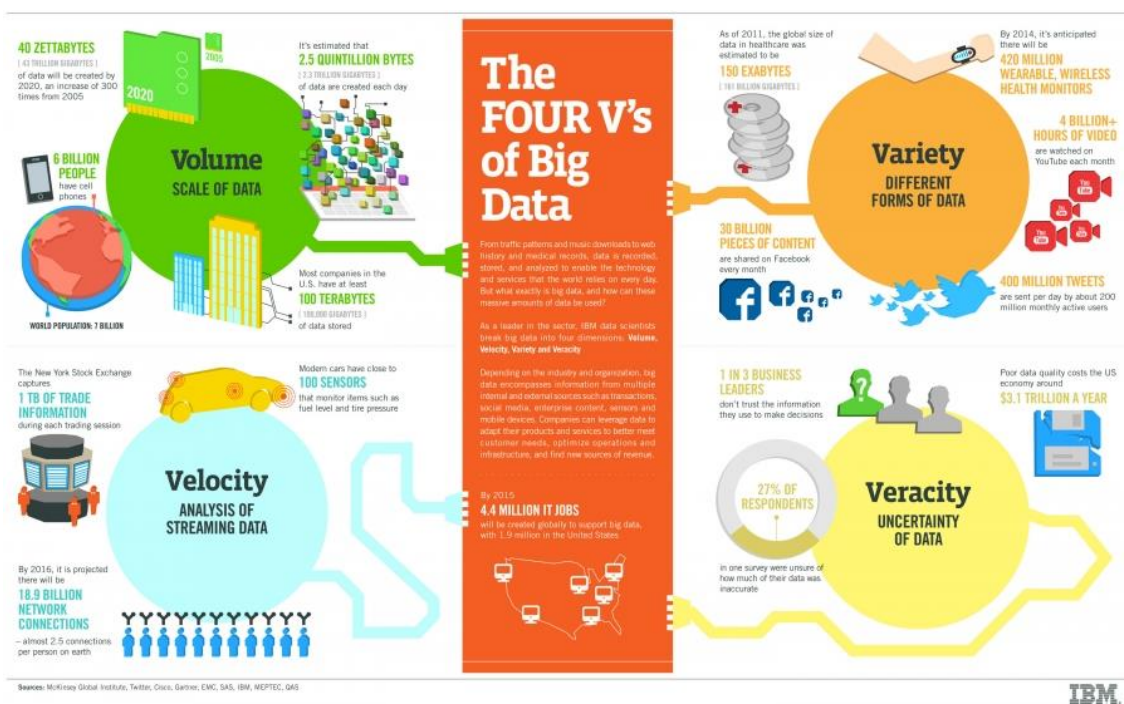 40 ZETTABYTES
[ 43 TRILLION GIGABYTES ]
of data will be created by
2020, an increase of 300
times from 2005
2020
2005
It's estimated that
2.5 QUINTILLION BYTES
[ 2.3 TRILLION GIGABYTES ]
of data are created each day
6 BILLION
PEOPLE
have cell
phones
WORLD POPULATION: 7 BILLION
Volume
SCALE OF DATA
Most companies in the
U.S. have at least
100 TERABYTES
[ 100,000 GIGABYTES ]
of data stored
The New York Stock Exchange
captures
1 TB OF TRADE
INFORMATION
during each trading session
Modern cars have close to
100 SENSORS
that monitor items such as
fuel level and tire pressure
Velocity
ANALYSIS OF
STREAMING DATA
By 2016, it is projected
there will be
18.9 BILLION
NETWORK
CONNECTIONS
– almost 2.5 connections
per person on earth
The
FOUR V's
of Big
Data
From traffic patterns and music downloads to web
history and medical records, data is recorded,
stored, and analyzed to enable the technology
and services that the world relies on every day.
But what exactly is big data, and how can these
massive amounts of data be used?
As a leader in the sector, IBM data scientists
break big data into four dimensions: Volume,
Velocity, Variety and Veracity
Depending on the industry and organization, big
data encompasses information from multiple
internal and external sources such as transactions,
social media, enterprise content, sensors and
mobile devices. Companies can leverage data to
adapt their products and services to better meet
customer needs, optimize operations and
infrastructure, and find new sources of revenue.
By 2015
4.4 MILLION IT JOBS
will be created globally to support big data,
with 1.9 million in the United States
As of 2011, the global size of
data in healthcare was
estimated to be
150 EXABYTES
[ 161 BILLION GIGABYTES ]
By 2014, it's anticipated
there will be
420 MILLION
WEARABLE, WIRELESS
HEALTH MONITORS
4 BILLION+
HOURS OF VIDEO
are watched on
YouTube each month
You
Tube
You
Tube
You
Tube
You
Tube
Variety
DIFFERENT
FORMS OF DATA
30 BILLION
PIECES OF CONTENT
are shared on Facebook
every month
400 MILLION TWEETS
are sent per day by about 200
million monthly active users
1 IN 3 BUSINESS
LEADERS
don't trust the information
they use to make decisions
?
Poor data quality costs the US
economy around
$3.1 TRILLION A YEAR
27% OF
RESPONDENTS
in one survey were unsure of
how much of their data was
inaccurate
Veracity
UNCERTAINTY
OF DATA
Sources: McKinsey Global Institute, Twitter, Cisco, Gartner, EMC, SAS, IBM, MEPTEC, QAS
IBM.